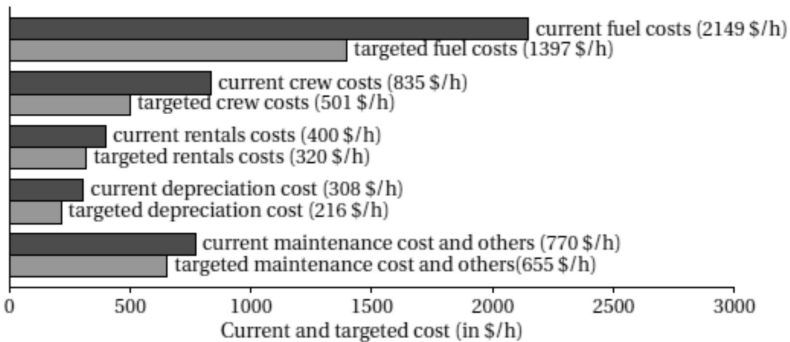 current fuel costs (2149 $/h)
targeted fuel costs (1397 $/h)
current crew costs (835 $/h)
targeted crew costs (501 $/h)
current rentals costs (400 $/h)
targeted rentals costs (320 $/h)
current depreciation cost (308 $/h)
targeted depreciation cost (216 $/h)
current maintenance cost and others (770 $/h)
targeted maintenance cost and others(655 $/h)
0 500 1000 1500 2000 2500 3000
Current and targeted cost (in $/h)